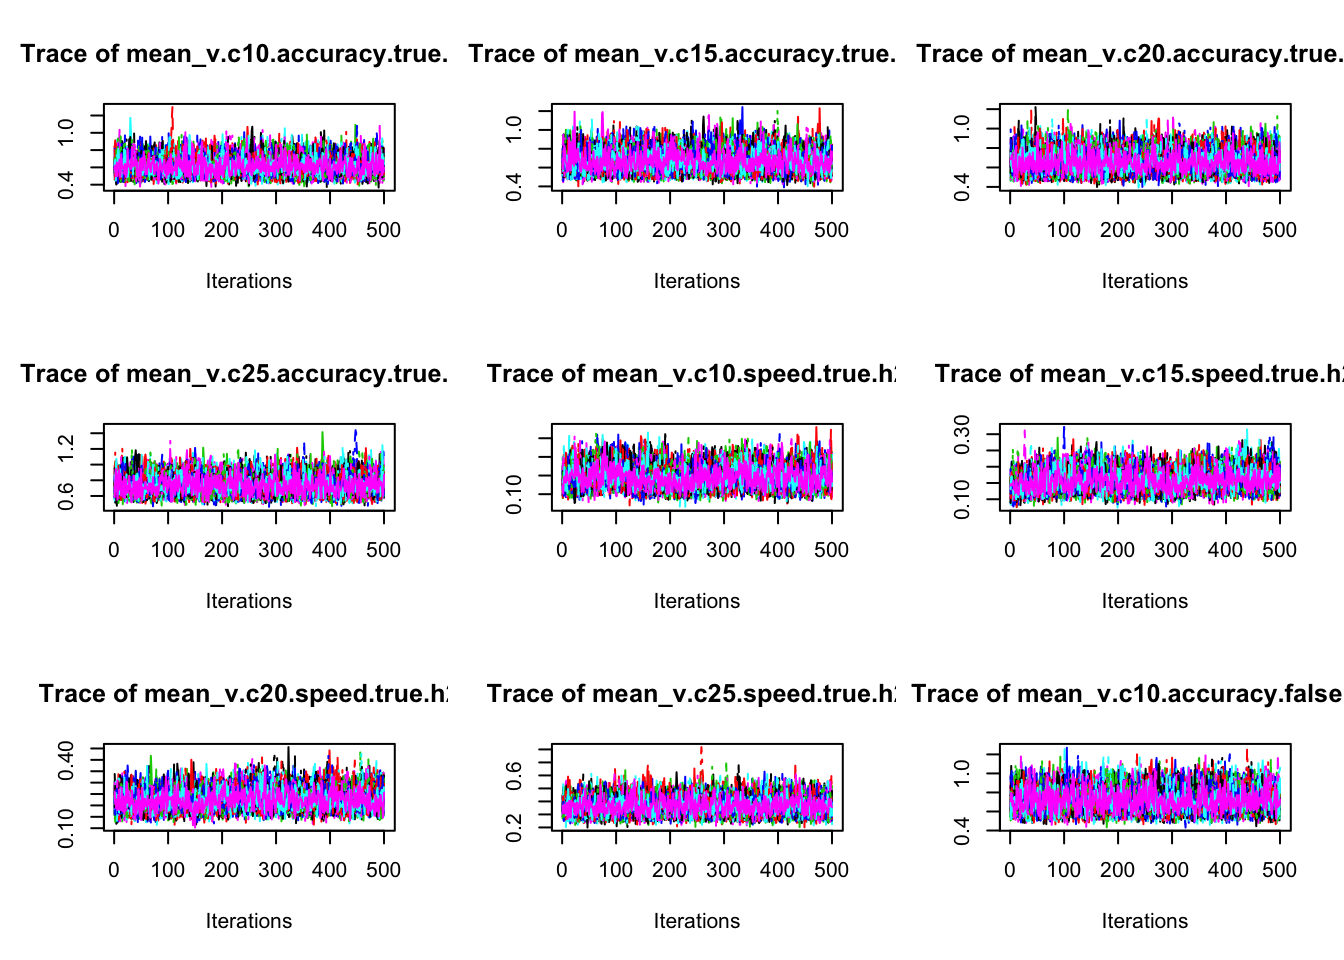 Trace of mean_v.c10.accuracy.true.
0.4 1.0
0 100 200 300 400 500
Iterations
Trace of mean_v.c15.accuracy.true.
0.4 1.0
0 100 200 300 400 500
Iterations
Trace of mean_v.c20.accuracy.true.
0.4 1.0
0 100 200 300 400 500
Iterations
Trace of mean_v.c25.accuracy.true.
0.6 1.2
0 100 200 300 400 500
Iterations
Trace of mean_v.c10.speed.true.h
0.10
0 100 200 300 400 500
Iterations
Trace of mean_v.c15.speed.true.h
0.10 0.30
0 100 200 300 400 500
Iterations
Trace of mean_v.c20.speed.true.h
0.10 0.40
0 100 200 300 400 500
Iterations
Trace of mean_v.c25.speed.true.h
0.2 0.6
0 100 200 300 400 500
Iterations
Trace of mean_v.c10.accuracy.false
0.4 1.0
0 100 200 300 400 500
Iterations